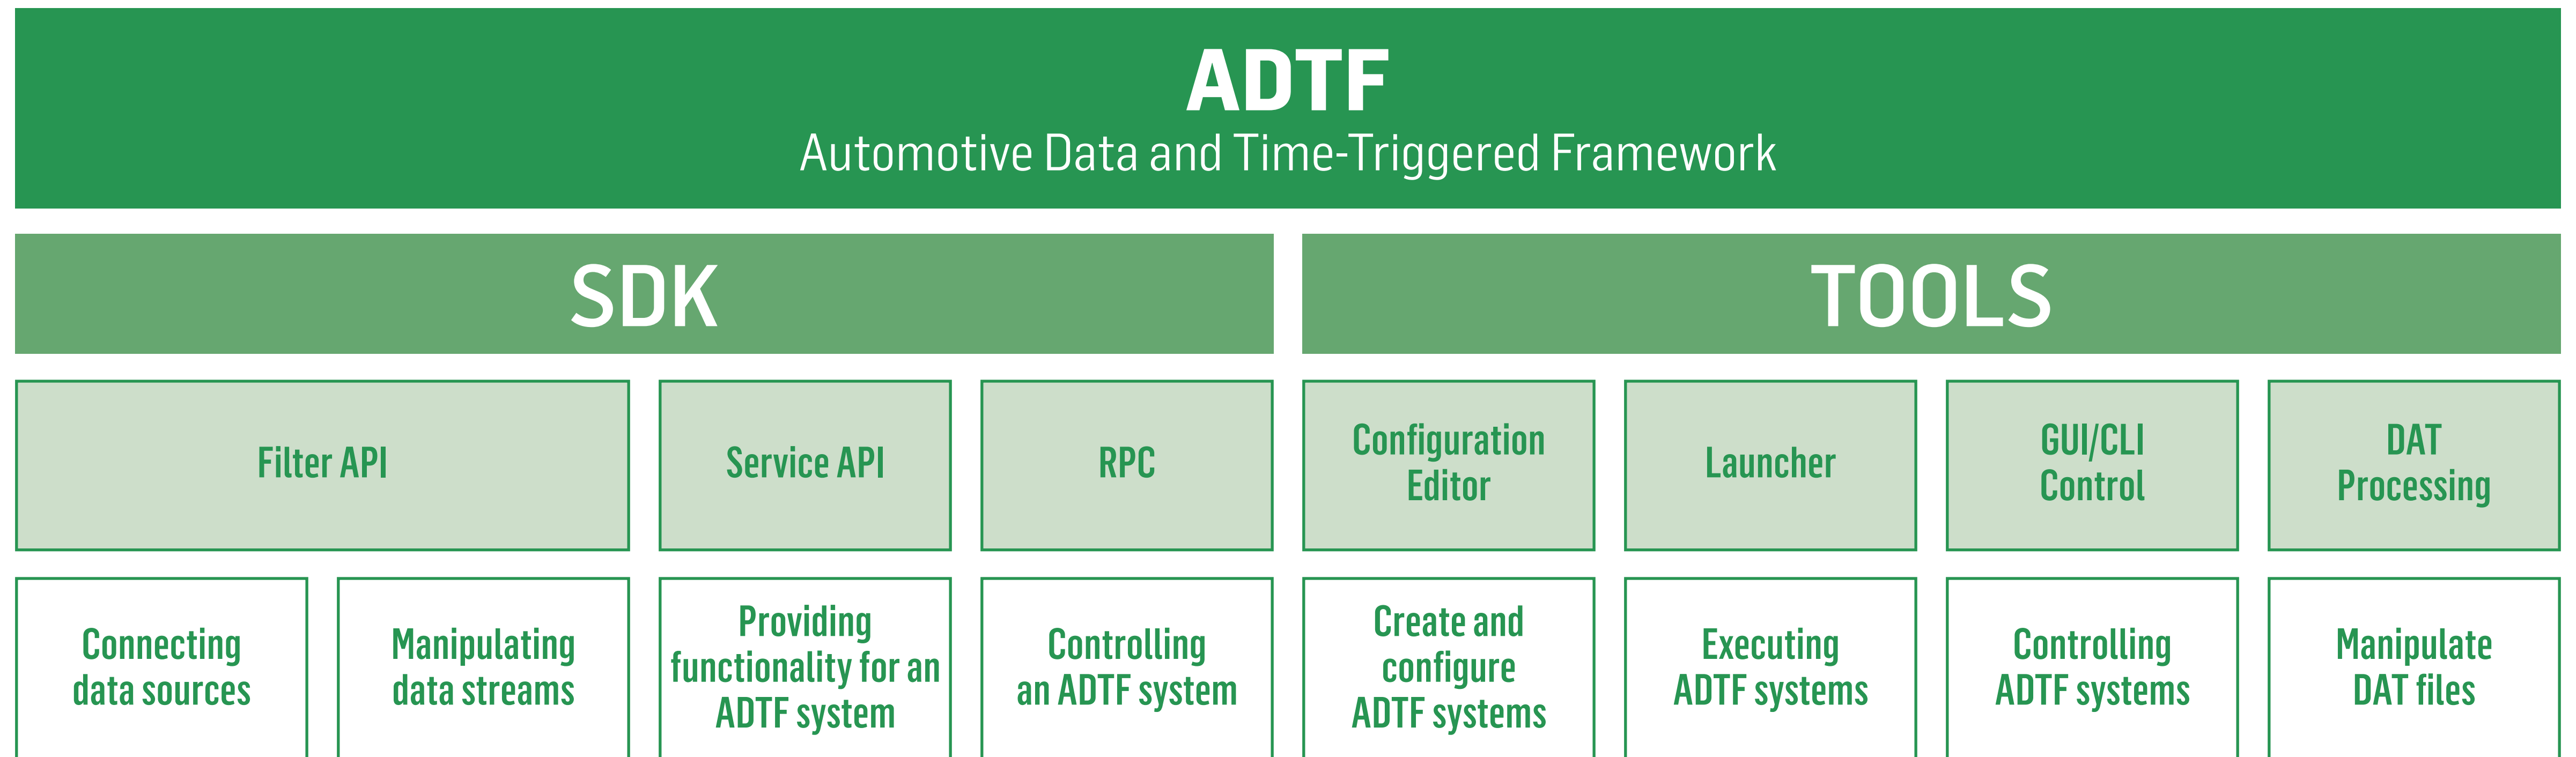 ADTF
Automotive Data and Time-Triggered Framework
SDK
TOOLS
Filter API
Service API
RPC
Configuration
Editor
Launcher
GUI/CLI
Control
DAT
Processing
Connecting
data sources
Manipulating
data streams
Providing
functionality for an
ADTF system
Controlling
an ADTF system
Create and
configure
ADTF systems
Executing
ADTF systems
Controlling
ADTF systems
Manipulate
DAT files